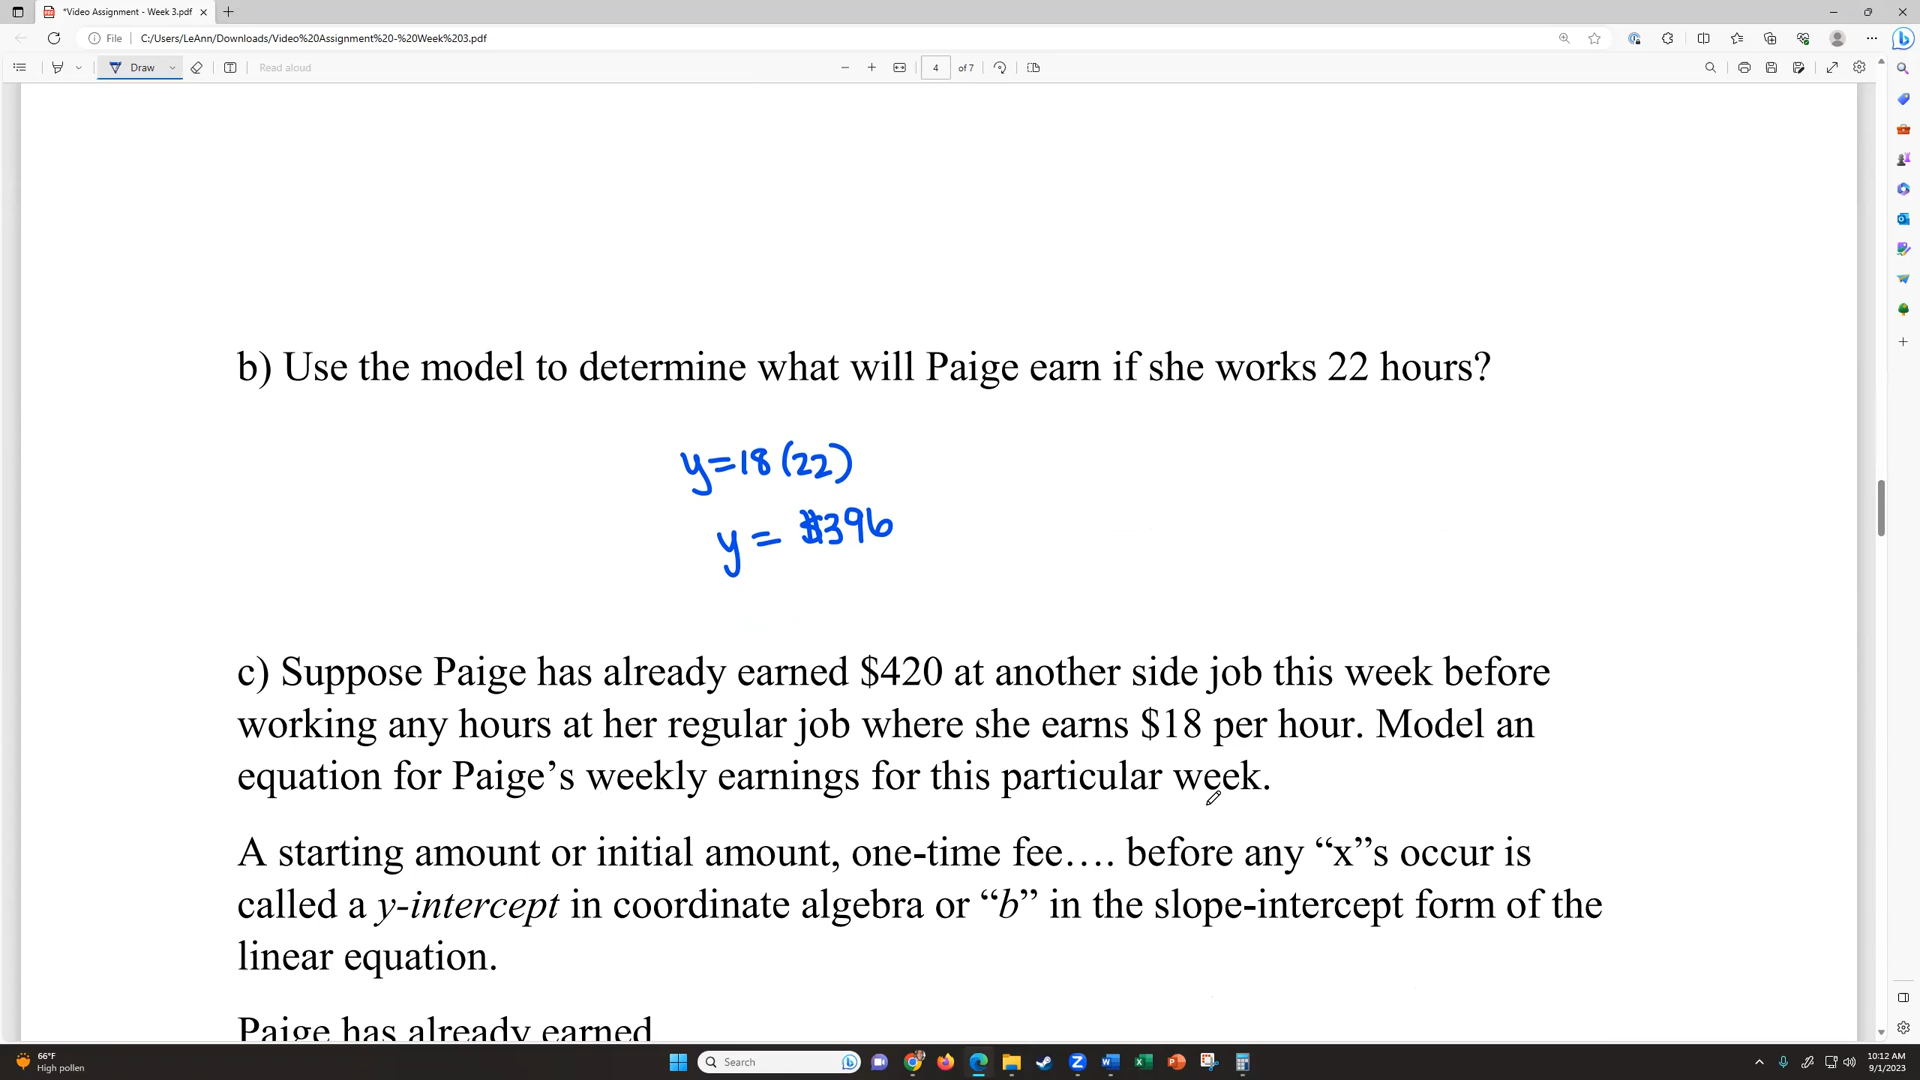 *Video Assignment - Week 3.pdf
File
C:/Users/LeAnn/Downloads/Video%20Assignment%20-%20Week%203.pdf
Draw
Read aloud
4 of 7
b) Use the model to determine what will Paige earn if she works 22 hours?
y=18(22)
y= $396
c) Suppose Paige has already earned $420 at another side job this week before
working any hours at her regular job where she earns $18 per hour. Model an
equation for Paige’s weekly earnings for this particular week.
A starting amount or initial amount, one-time fee…. before any “x”s occur is
called a y-intercept in coordinate algebra or “b” in the slope-intercept form of the
linear equation.
Paige has already earned
66°F
High pollen
Search
10:12 AM
9/1/2023